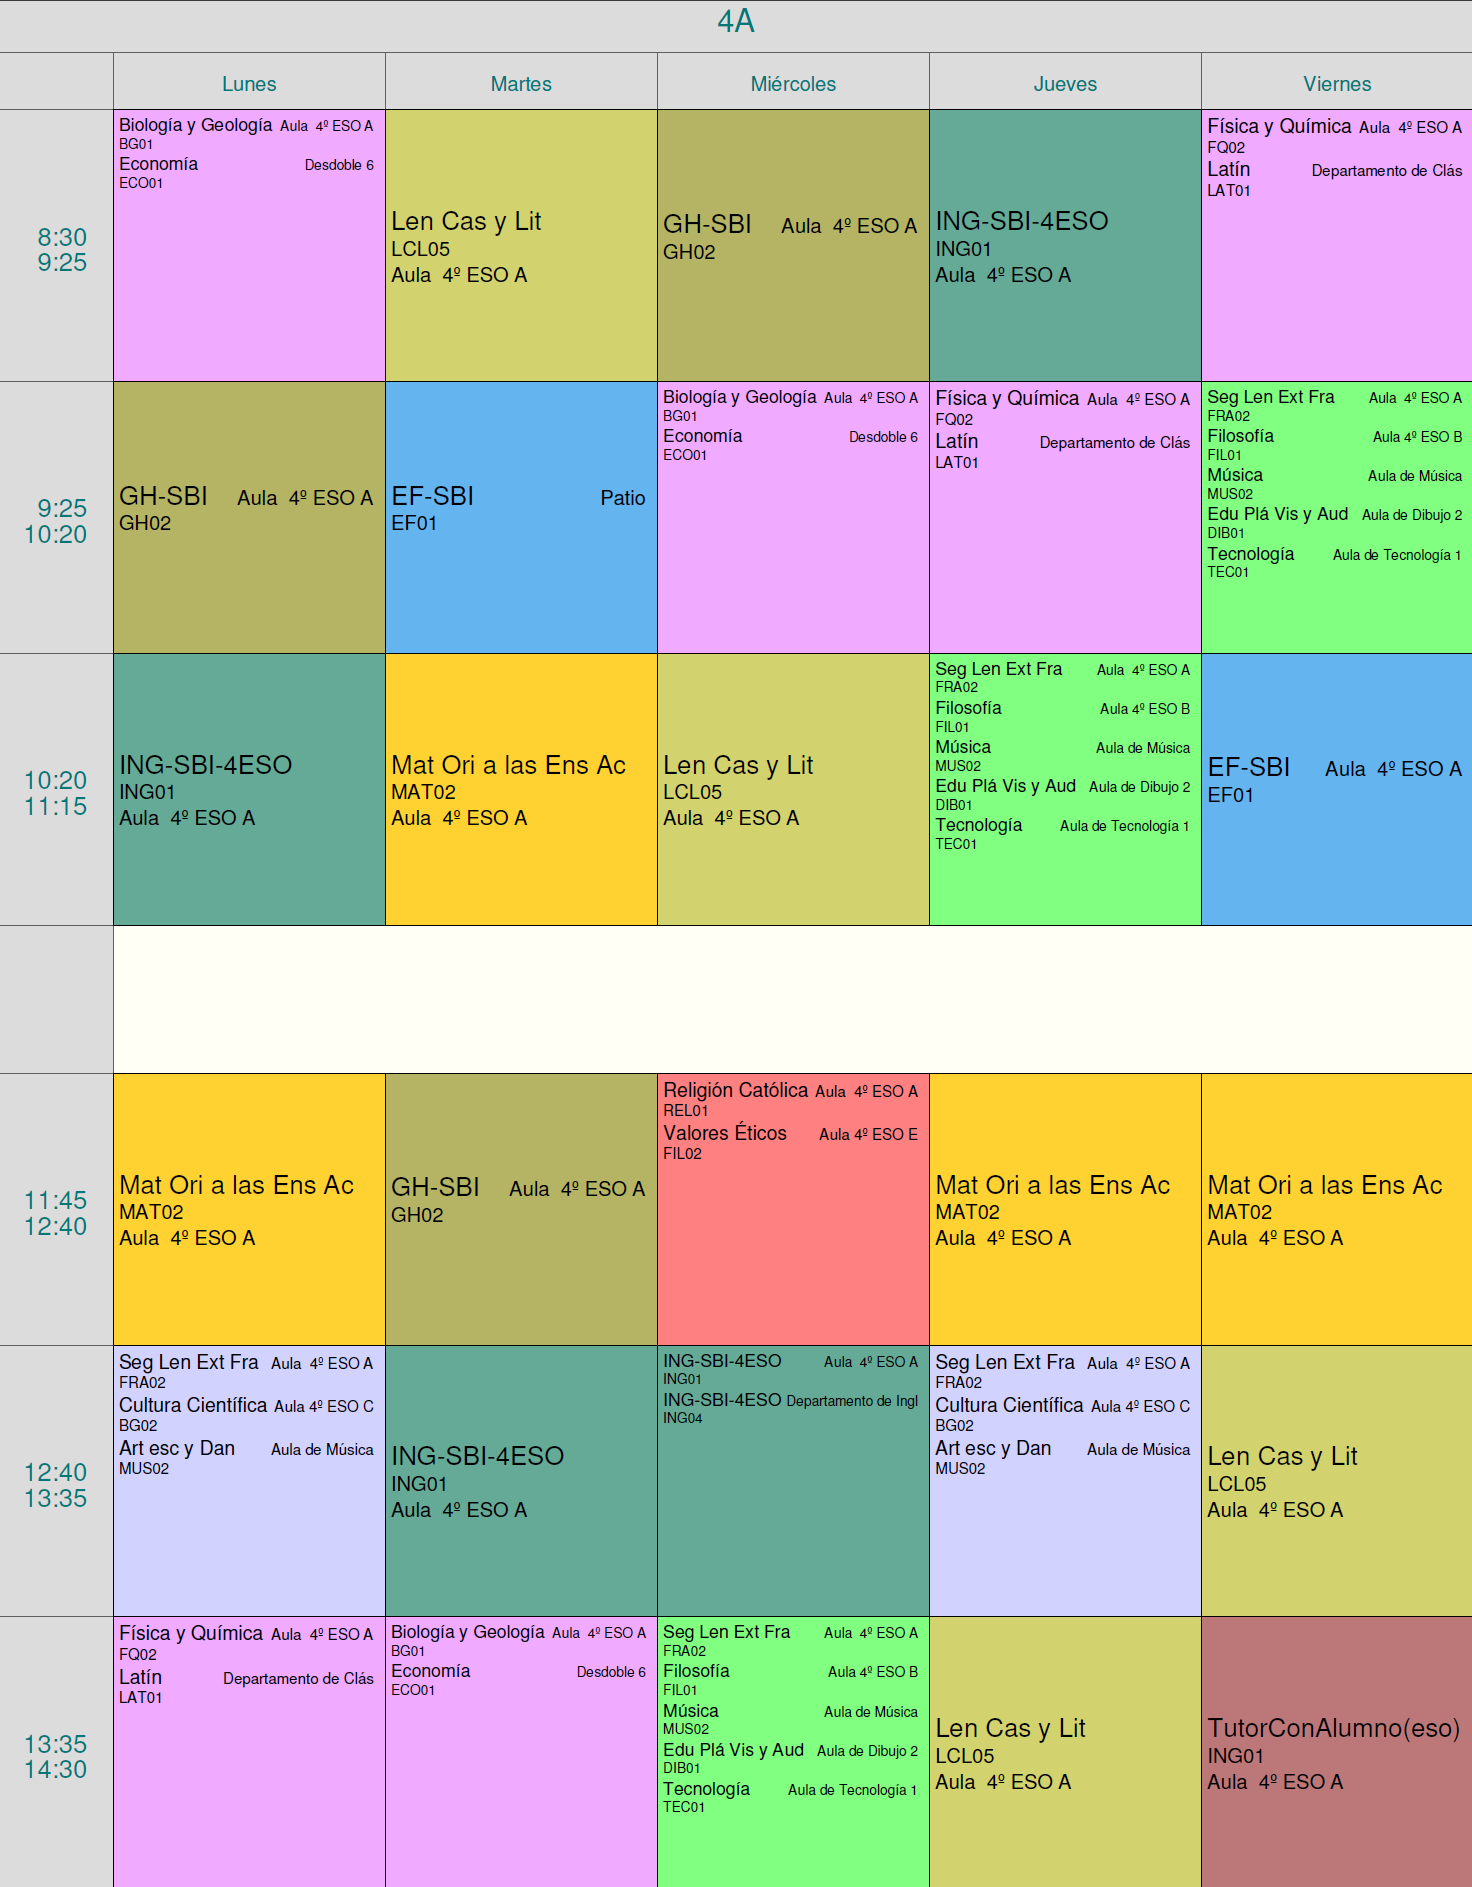 4A
Lunes Martes Miércoles Jueves Viernes
8:30
9:25
Biología y Geología Aula 4º ESO A
BG01
Economía Desdoble 6
ECO01
Len Cas y Lit
LCL05
Aula 4º ESO A
GH-SBI Aula 4º ESO A
GH02
ING-SBI-4ESO
ING01
Aula 4º ESO A
Física y Química Aula 4º ESO A
FQ02
Latín Departamento de Clás
LAT01
9:25
10:20
GH-SBI Aula 4º ESO A
GH02
EF-SBI Patio
EF01
Biología y Geología Aula 4º ESO A
BG01
Economía Desdoble 6
ECO01
Física y Química Aula 4º ESO A
FQ02
Latín Departamento de Clás
LAT01
Seg Len Ext Fra Aula 4º ESO A
FRA02
Filosofía Aula 4º ESO B
FIL01
Música Aula de Música
MUS02
Edu Plá Vis y Aud Aula de Dibujo 2
DIB01
Tecnología Aula de Tecnología 1
TEC01
10:20
11:15
ING-SBI-4ESO
ING01
Aula 4º ESO A
Mat Ori a las Ens Ac
MAT02
Aula 4º ESO A
Len Cas y Lit
LCL05
Aula 4º ESO A
Seg Len Ext Fra Aula 4º ESO A
FRA02
Filosofía Aula 4º ESO B
FIL01
Música Aula de Música
MUS02
Edu Plá Vis y Aud Aula de Dibujo 2
DIB01
Tecnología Aula de Tecnología 1
TEC01
EF-SBI Aula 4º ESO A
EF01
11:45
12:40
Mat Ori a las Ens Ac
MAT02
Aula 4º ESO A
GH-SBI Aula 4º ESO A
GH02
Religión Católica Aula 4º ESO A
REL01
Valores Éticos Aula 4º ESO E
FIL02
Mat Ori a las Ens Ac
MAT02
Aula 4º ESO A
Mat Ori a las Ens Ac
MAT02
Aula 4º ESO A
12:40
13:35
Seg Len Ext Fra Aula 4º ESO A
FRA02
Cultura Científica Aula 4º ESO C
BG02
Art esc y Dan Aula de Música
MUS02
ING-SBI-4ESO
ING01
Aula 4º ESO A
ING-SBI-4ESO Aula 4º ESO A
ING01
ING-SBI-4ESO Departamento de Ingl
ING04
Seg Len Ext Fra Aula 4º ESO A
FRA02
Cultura Científica Aula 4º ESO C
BG02
Art esc y Dan Aula de Música
MUS02
Len Cas y Lit
LCL05
Aula 4º ESO A
13:35
14:30
Física y Química Aula 4º ESO A
FQ02
Latín Departamento de Clás
LAT01
Biología y Geología Aula 4º ESO A
BG01
Economía Desdoble 6
ECO01
Seg Len Ext Fra Aula 4º ESO A
FRA02
Filosofía Aula 4º ESO B
FIL01
Música Aula de Música
MUS02
Edu Plá Vis y Aud Aula de Dibujo 2
DIB01
Tecnología Aula de Tecnología 1
TEC01
Len Cas y Lit
LCL05
Aula 4º ESO A
TutorConAlumno(eso)
ING01
Aula 4º ESO A